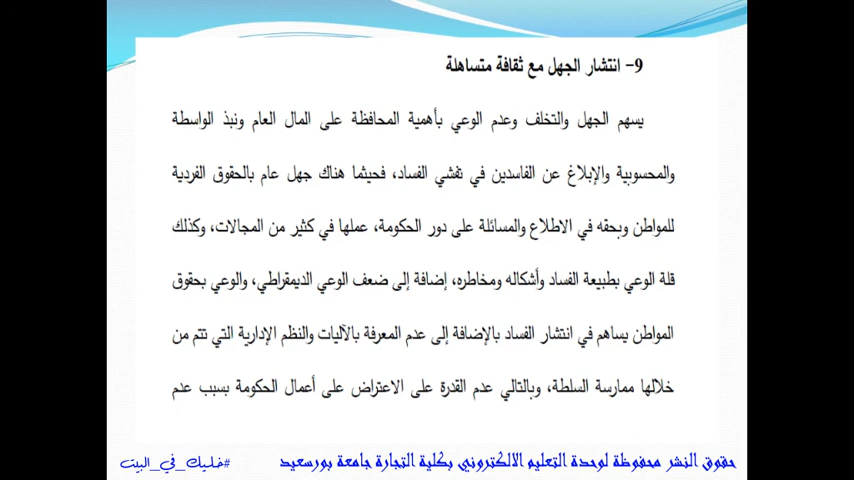 9- انتشار الجهل مع ثقافة متساهلة
يسهم الجهل والتخلف وعدم الوعي بأهمية المحافظة على المال العام ونبذ الواسطة
والمحسوبية والإبلاغ عن الفاسدين في تفشي الفساد، فحيثما هناك جهل عام بالحقوق الفردية
للمواطن وبحقه في الاطلاع والمسائلة على دور الحكومة، عملها في كثير من المجالات، وكذلك
قلة الوعي بطبيعة الفساد وأشكاله ومخاطره، إضافة إلى ضعف الوعي الديمقراطي، والوعي بحقوق
المواطن يساهم في انتشار الفساد بالإضافة إلى عدم المعرفة بالآليات والنظم الإدارية التي تتم من
خلالها ممارسة السلطة، وبالتالي عدم القدرة على الاعتراض على أعمال الحكومة بسبب عدم
حقوق النشر محفوظة لوحدة التعليم الالكتروني بكلية التجارة جامعة بورسعيد
#خليك_في_البيت